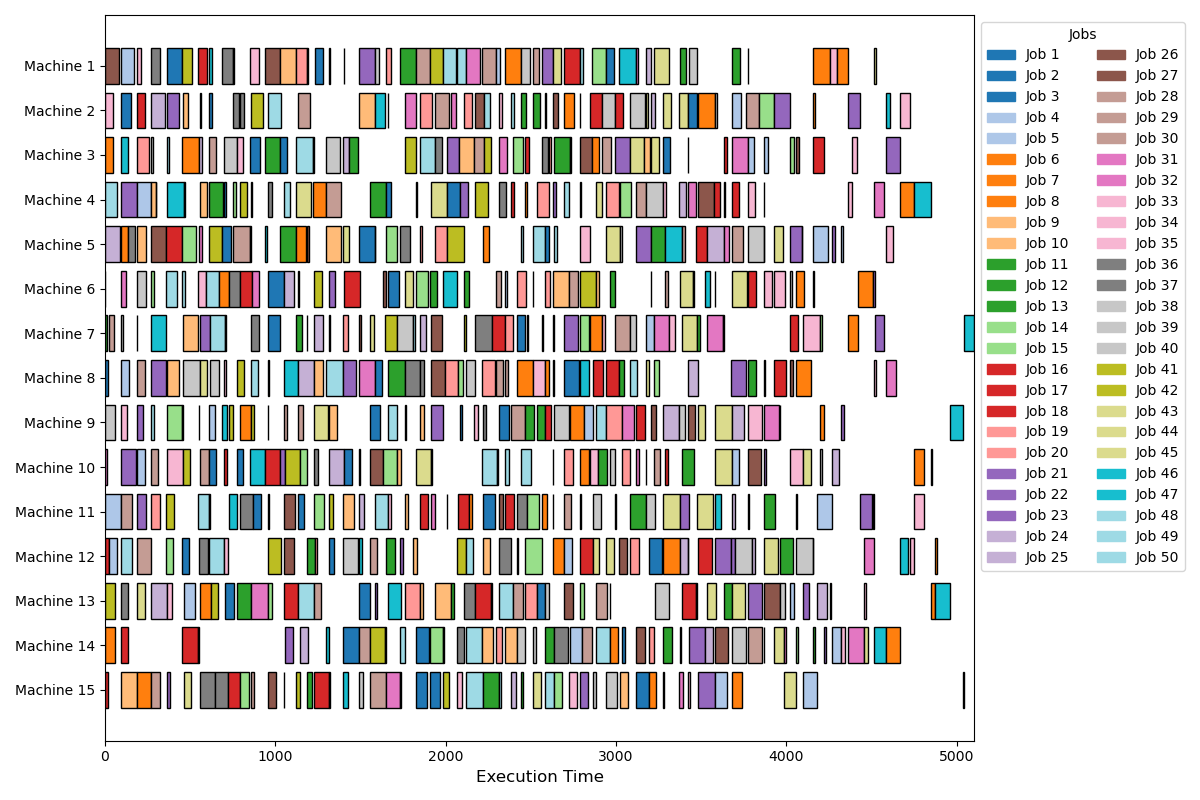 Machine 1
Machine 2
Machine 3
Machine 4
Machine 5
Machine 6
Machine 7
Machine 8
Machine 9
Machine 10
Machine 11
Machine 12
Machine 13
Machine 14
Machine 15
0 1000 2000 3000 4000 5000
Execution Time
Jobs
Job 1
Job 2
Job 3
Job 4
Job 5
Job 6
Job 7
Job 8
Job 9
Job 10
Job 11
Job 12
Job 13
Job 14
Job 15
Job 16
Job 17
Job 18
Job 19
Job 20
Job 21
Job 22
Job 23
Job 24
Job 25
Job 26
Job 27
Job 28
Job 29
Job 30
Job 31
Job 32
Job 33
Job 34
Job 35
Job 36
Job 37
Job 38
Job 39
Job 40
Job 41
Job 42
Job 43
Job 44
Job 45
Job 46
Job 47
Job 48
Job 49
Job 50